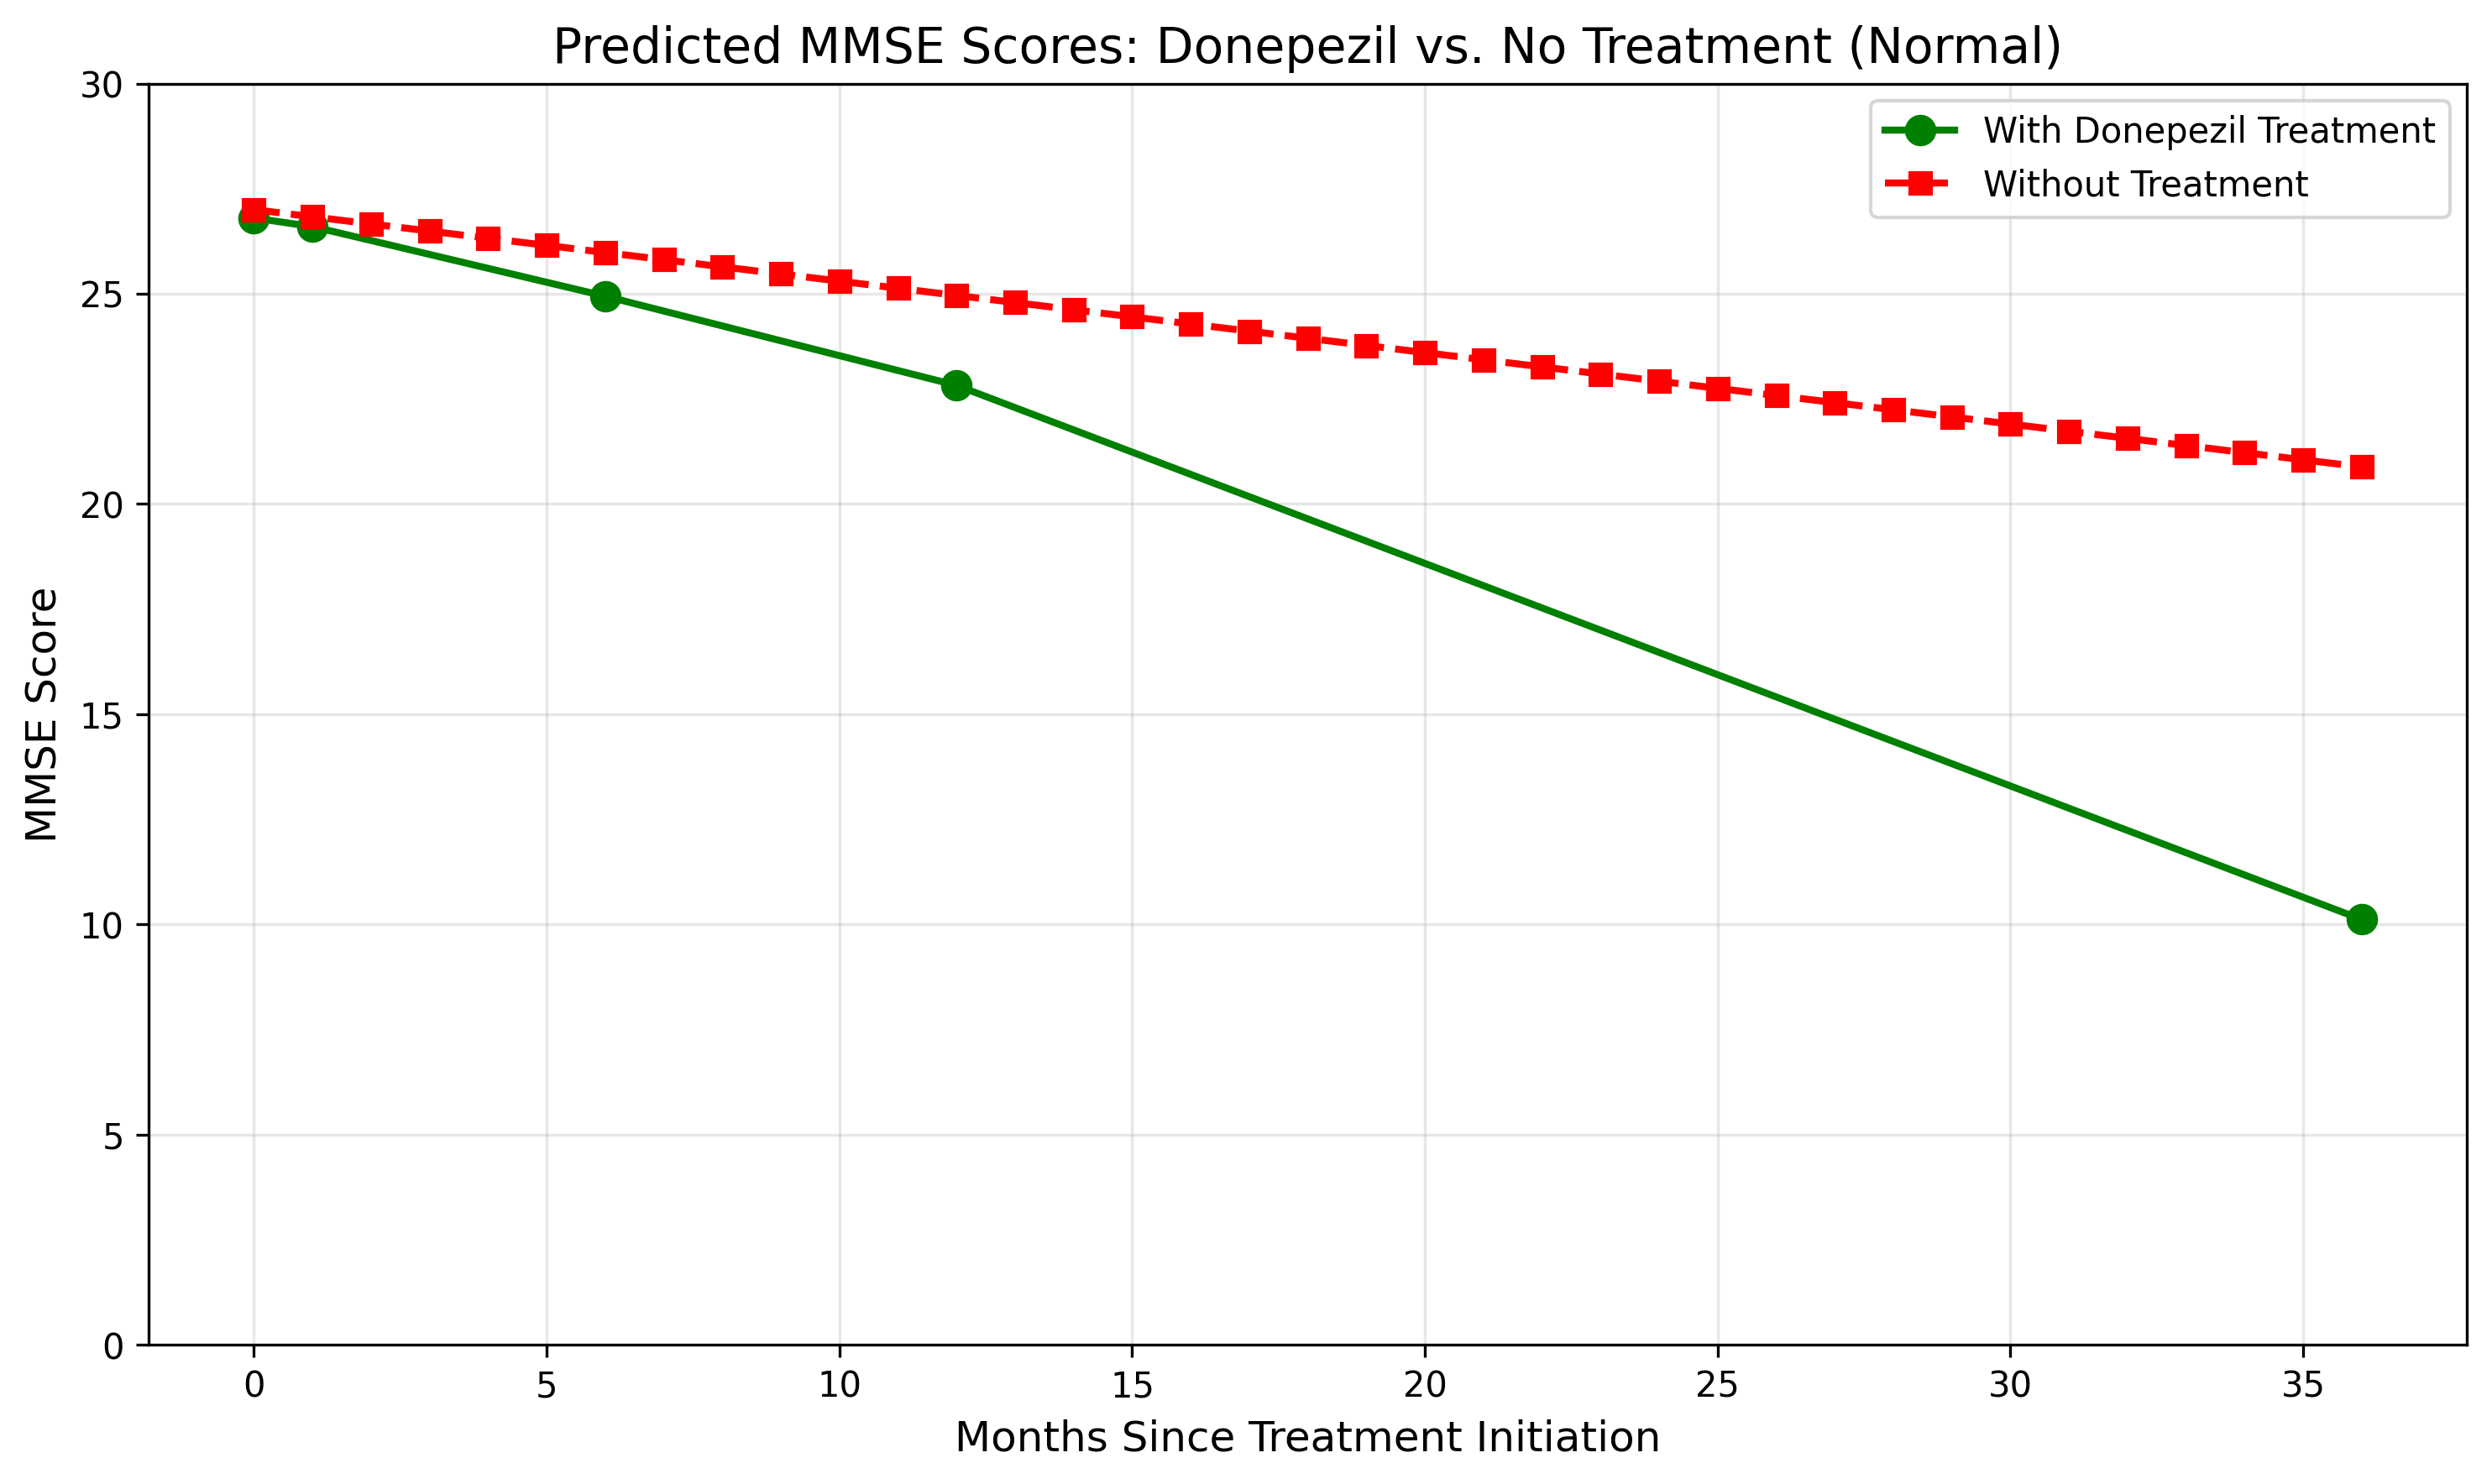 Predicted MMSE Scores: Donepezil vs. No Treatment (Normal)
With Donepezil Treatment
Without Treatment
MMSE Score
30
25
20
15
10
5
0
0 5 10 15 20 25 30 35
Months Since Treatment Initiation